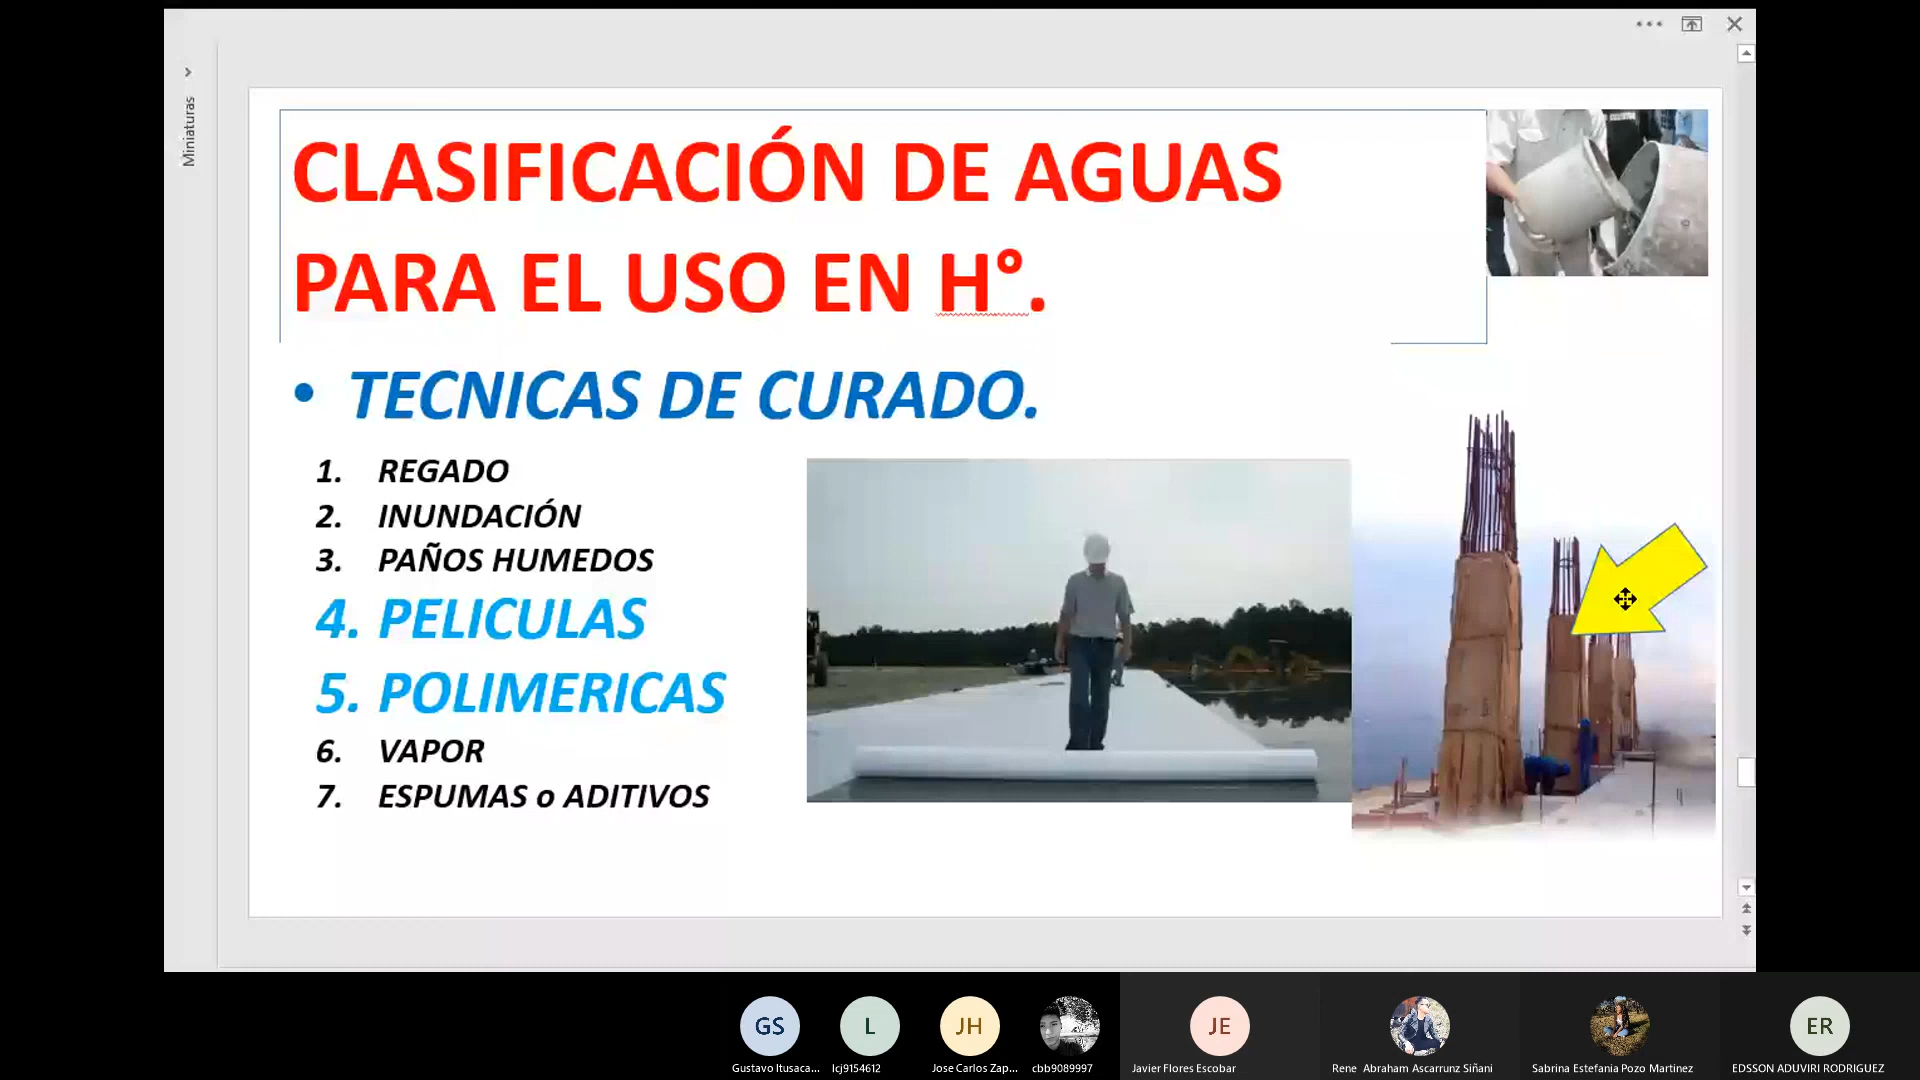 Miniaturas
CLASIFICACIÓN DE AGUAS
PARA EL USO EN H°.
• TECNICAS DE CURADO.
1. REGADO
2. INUNDACIÓN
3. PAÑOS HUMEDOS
4. PELICULAS
5. POLIMERICAS
6. VAPOR
7. ESPUMAS o ADITIVOS
GS
L
JH
JE
ER
Gustavo Itusaca...
lcj9154612
Jose Carlos Zap...
cbb9089997
Javier Flores Escobar
Rene Abraham Ascarrunz Siñani
Sabrina Estefania Pozo Martinez
EDSSON ADUVIRI RODRIGUEZ